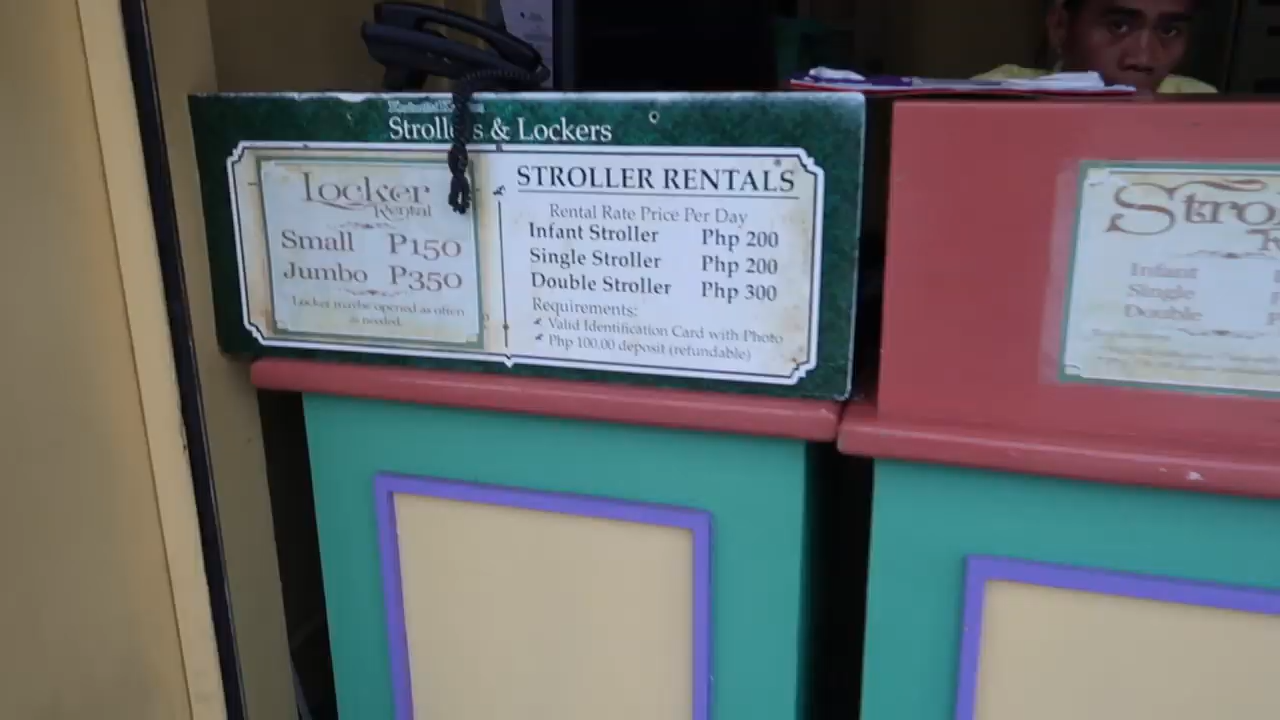 Strollers & Lockers
Locker
Rental
Small P150
Jumbo P350
Locker may be opened as often
as needed.
STROLLER RENTALS
Rental Rate Price Per Day
Infant Stroller Php 200
Single Stroller Php 200
Double Stroller Php 300
Requirements:
Valid Identification Card with Photo
Php 100.00 deposit (refundable)
Stro
Infant
Single
Double